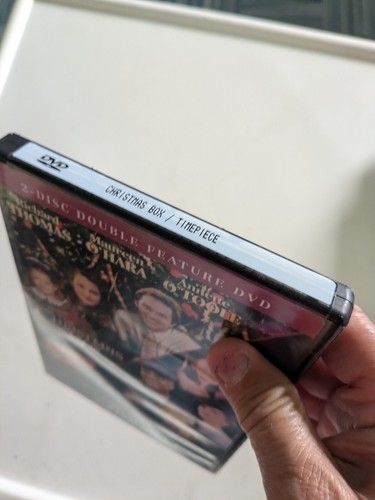 DVD
CHRISTMAS BOX / TIMEPIECE
2-DISC DOUBLE FEATURE DVD
Richard
THOMAS
Maureen
O'HARA
Annette
O'TOOLE